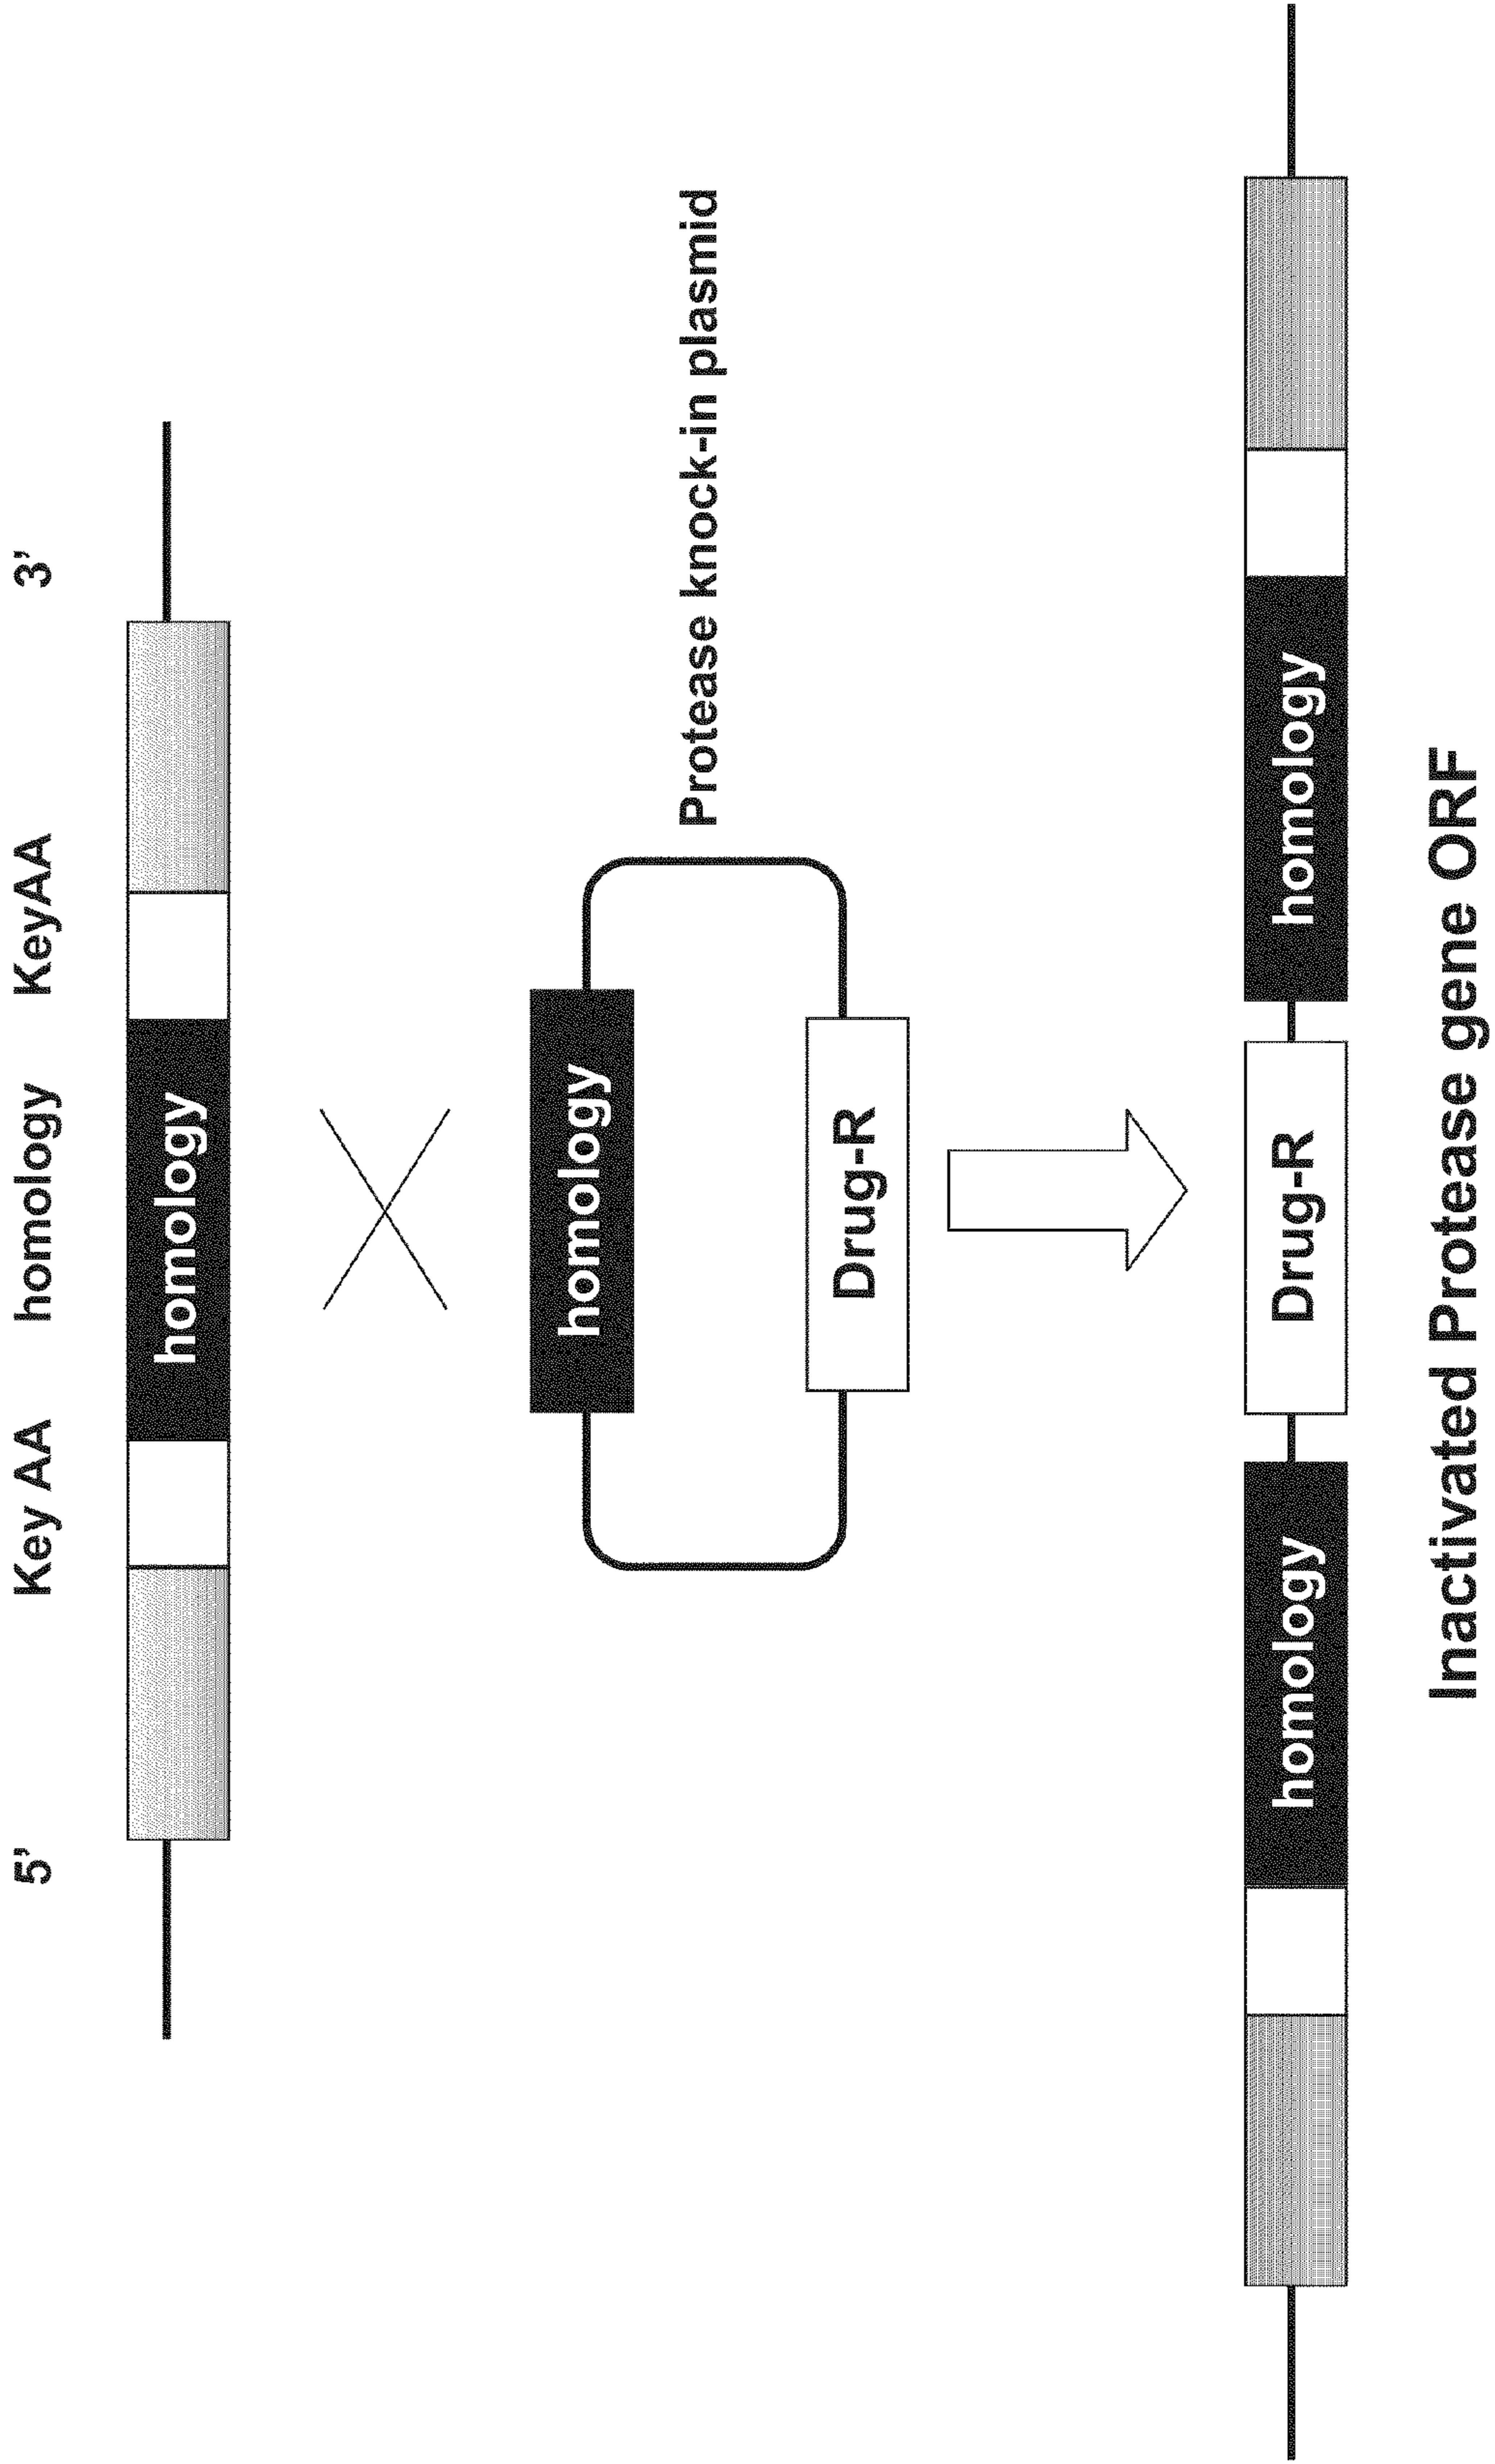 5’ Key AA homology KeyAA 3’
homology
homology
Protease knock-in plasmid
Drug-R
homology Drug-R homology
Inactivated Protease gene ORF